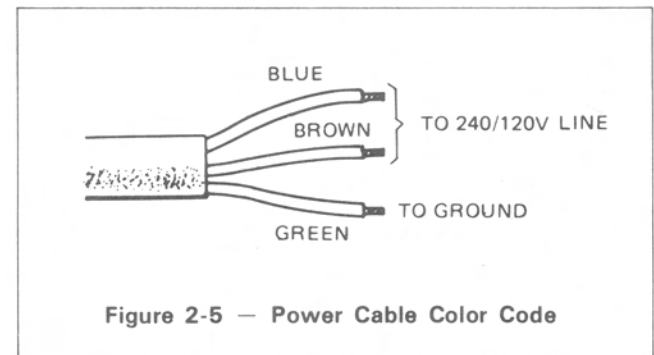 BLUE
BROWN
TO 240/120V LINE
TO GROUND
GREEN
Figure 2-5 — Power Cable Color Code